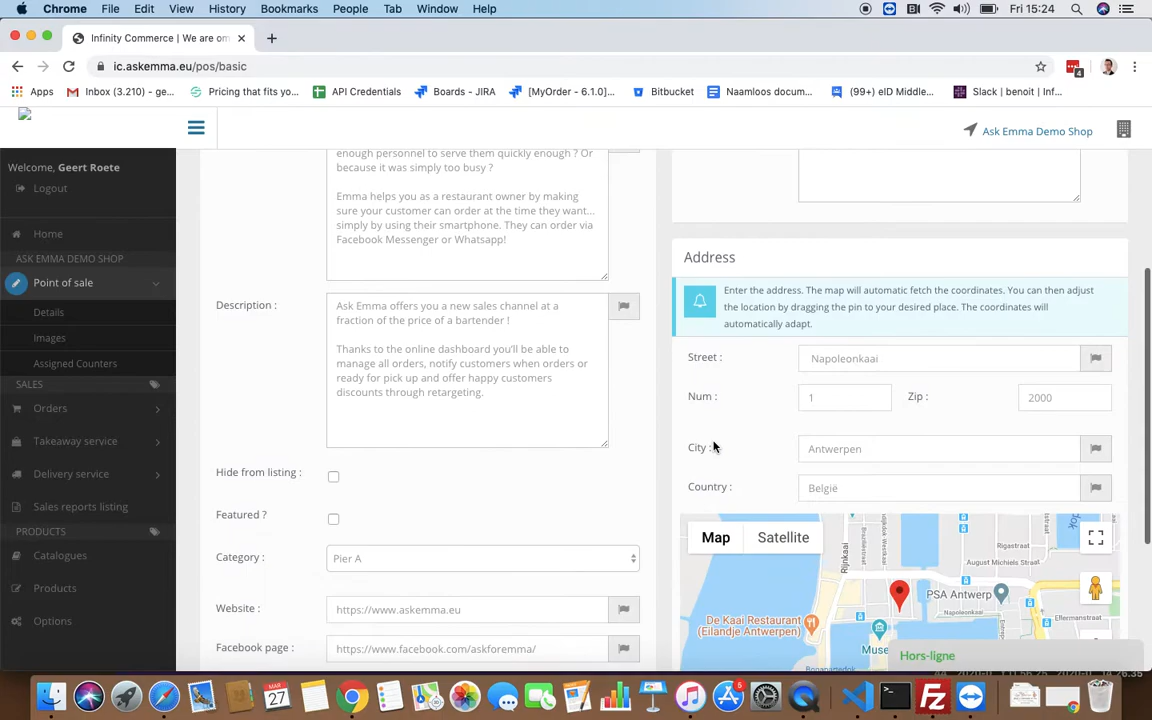 Chrome File Edit View History Bookmarks People Tab Window Help Fri 15:24
Infinity Commerce | We are om
ic.askemma.eu/pos/basic
4
Apps Inbox (3.210) - ge... Pricing that fits yo... API Credentials Boards - JIRA [MyOrder - 6.1.0]... Bitbucket Naamloos docum... (99+) eID Middle... Slack | benoit | Inf...
Ask Emma Demo Shop
Welcome, Geert Roete
Logout
Home
ASK EMMA DEMO SHOP
Point of sale
Details
Images
Assigned Counters
SALES
Orders
Takeaway service
Delivery service
Sales reports listing
PRODUCTS
Catalogues
Products
Options
enough personnel to serve them quickly enough ? Or
because it was simply too busy ?
Emma helps you as a restaurant owner by making
sure your customer can order at the time they want...
simply by using their smartphone. They can order via
Facebook Messenger or Whatsapp!
Description :
Ask Emma offers you a new sales channel at a
fraction of the price of a bartender !
Thanks to the online dashboard you'll be able to
manage all orders, notify customers when orders or
ready for pick up and offer happy customers
discounts through retargeting.
Hide from listing :
Featured ?
Category : Pier A
Website : https://www.askemma.eu
Facebook page : https://www.facebook.com/askforemma/
Address
Enter the address. The map will automatic fetch the coordinates. You can then adjust
the location by dragging the pin to your desired place. The coordinates will
automatically adapt.
Street : Napoleonkaai
Num : 1 Zip : 2000
City : Antwerpen
Country : België
Map Satellite
Rijnkaai
Rigastraat
August Michiels Straat
PSA Antwerp
Napoleonkaai
Ellermanstraat
De Kaai Restaurant
(Eilandje Antwerpen)
Muse
Hors-ligne
27
5